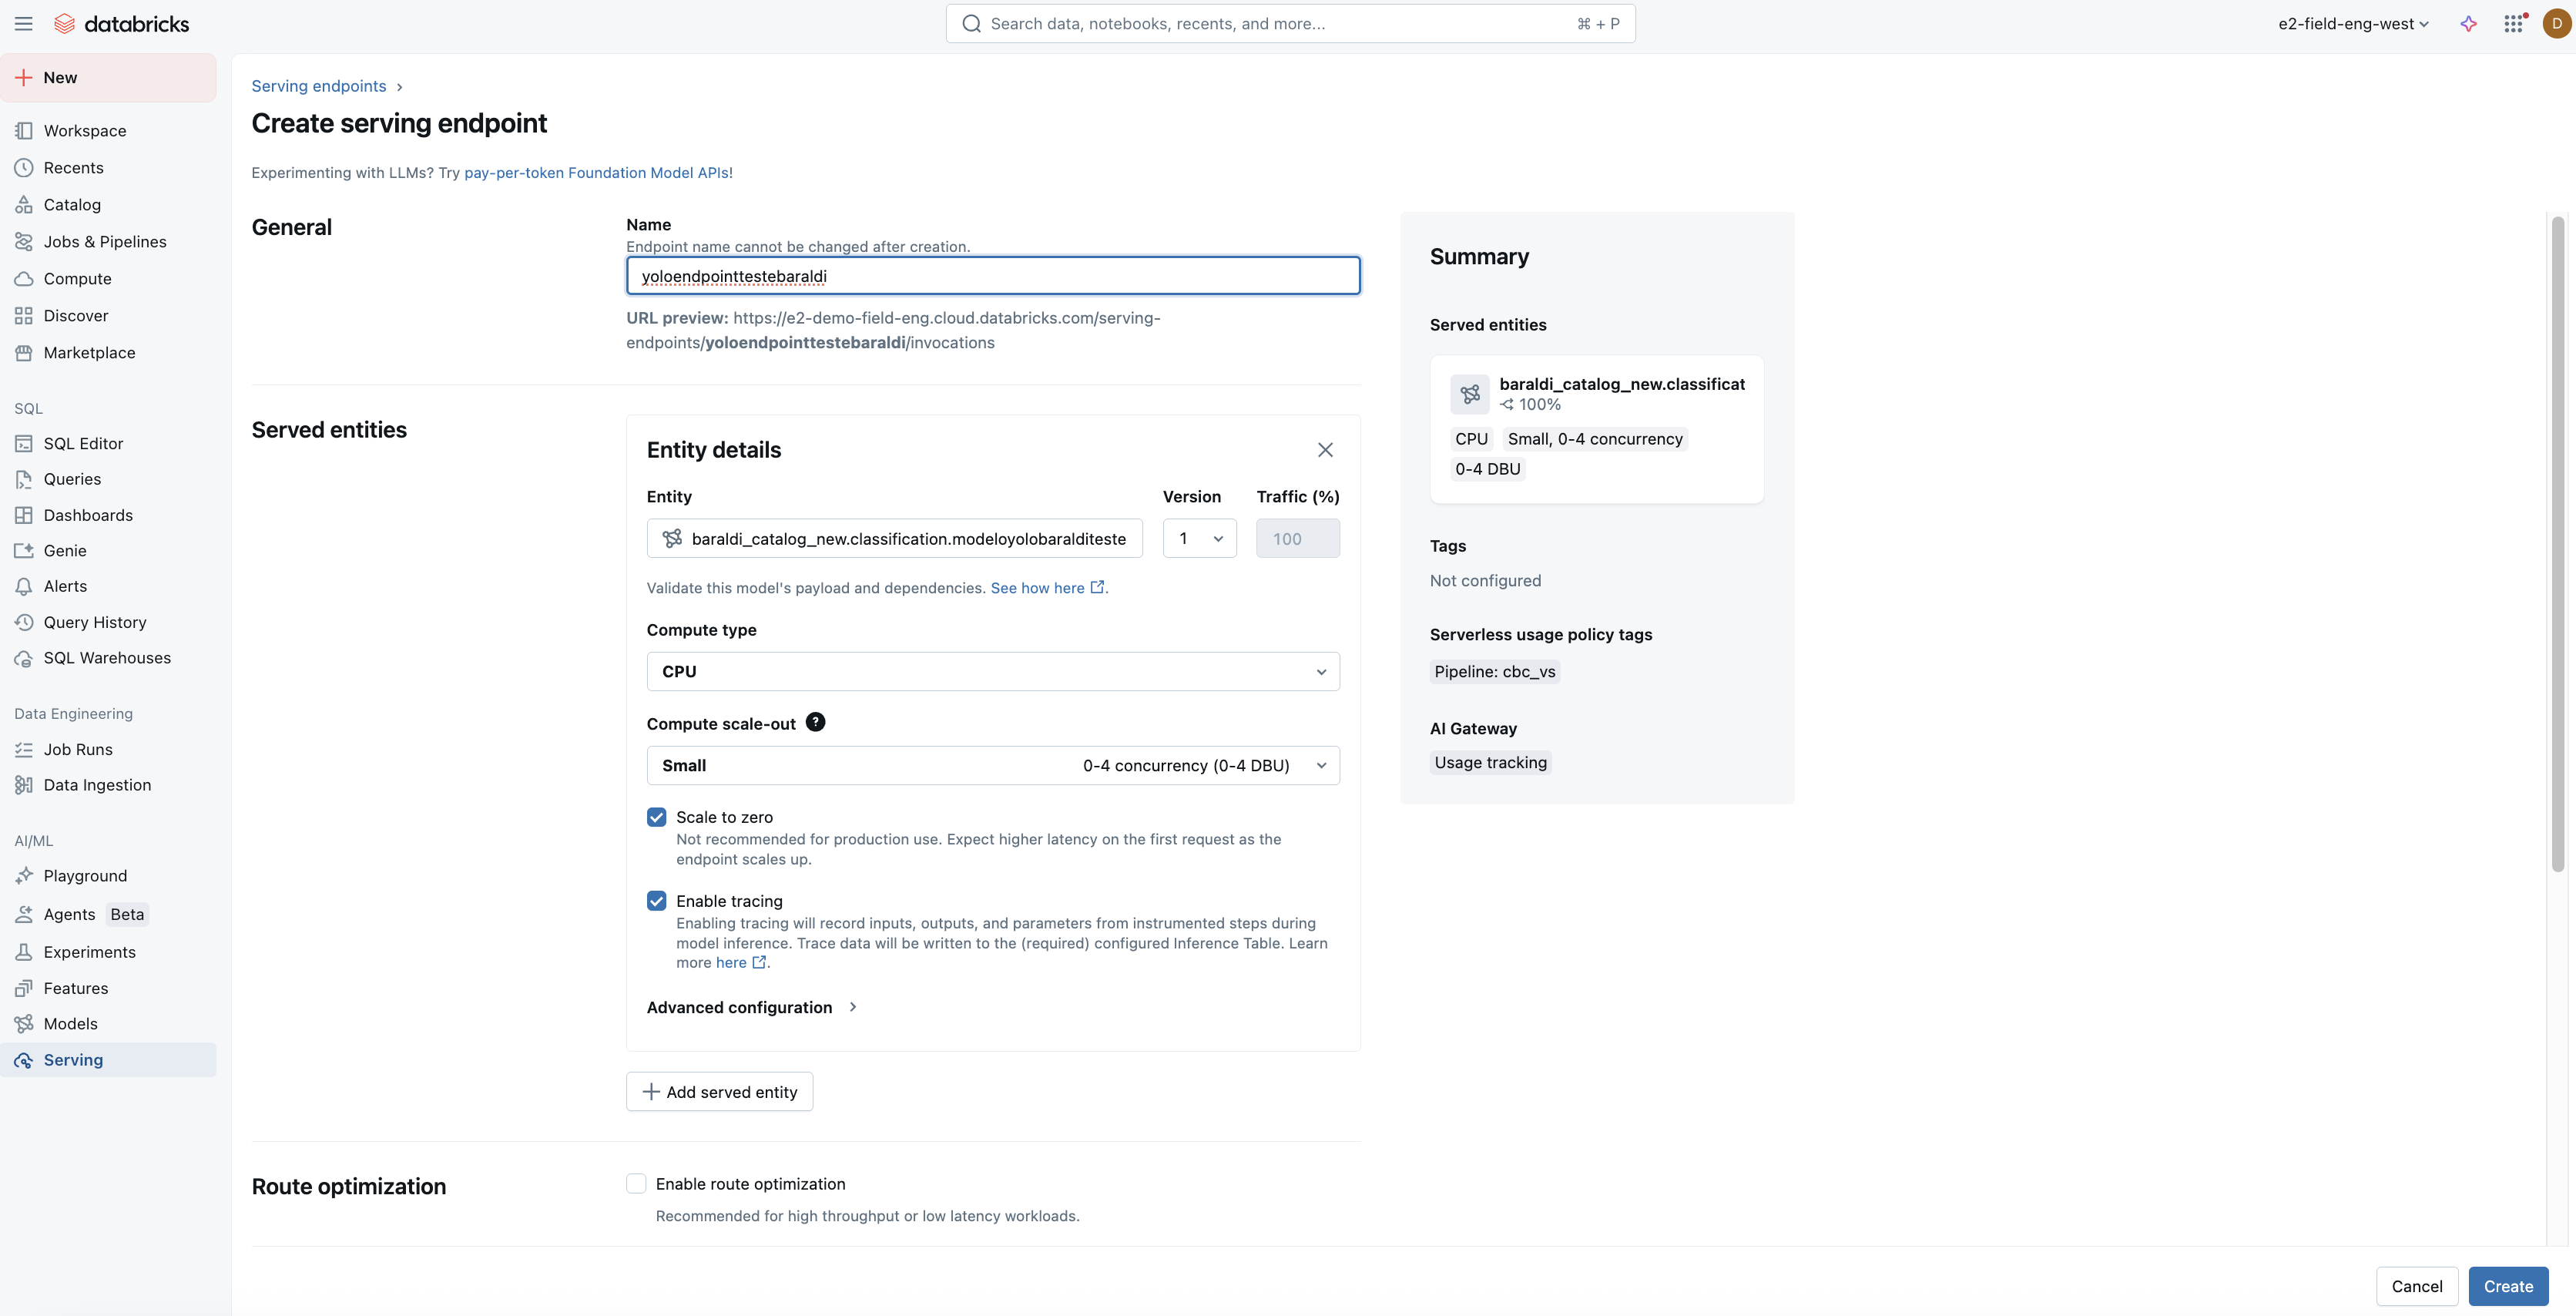 databricks
Search data, notebooks, recents, and more...
⌘ + P
e2-field-eng-west
D
New
Workspace
Recents
Catalog
Jobs & Pipelines
Compute
Discover
Marketplace
SQL
SQL Editor
Queries
Dashboards
Genie
Alerts
Query History
SQL Warehouses
Data Engineering
Job Runs
Data Ingestion
AI/ML
Playground
Agents Beta
Experiments
Features
Models
Serving
Serving endpoints ›
Create serving endpoint
Experimenting with LLMs? Try pay-per-token Foundation Model APIs!
General
Name
Endpoint name cannot be changed after creation.
yoloendpointtestebaraldi
URL preview: https://e2-demo-field-eng.cloud.databricks.com/serving-
endpoints/yoloendpointtestebaraldi/invocations
Served entities
Entity details
Entity Version Traffic (%)
baraldi_catalog_new.classification.modeloyolobaralditeste 1 100
Validate this model's payload and dependencies. See how here.
Compute type
CPU
Compute scale-out ?
Small 0-4 concurrency (0-4 DBU)
Scale to zero
Not recommended for production use. Expect higher latency on the first request as the
endpoint scales up.
Enable tracing
Enabling tracing will record inputs, outputs, and parameters from instrumented steps during
model inference. Trace data will be written to the (required) configured Inference Table. Learn
more here.
Advanced configuration
Add served entity
Route optimization
Enable route optimization
Recommended for high throughput or low latency workloads.
Summary
Served entities
baraldi_catalog_new.classificat
100%
CPU Small, 0-4 concurrency
0-4 DBU
Tags
Not configured
Serverless usage policy tags
Pipeline: cbc_vs
AI Gateway
Usage tracking
Cancel
Create